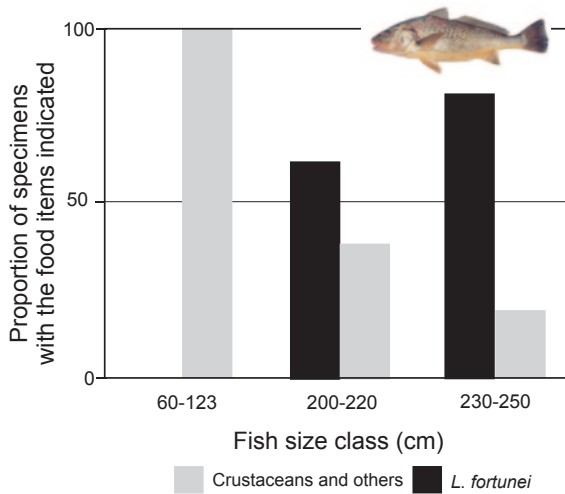 Proportion of specimens
with the food items indicated
100
50
0
60-123 200-220 230-250
Fish size class (cm)
Crustaceans and others L. fortunei